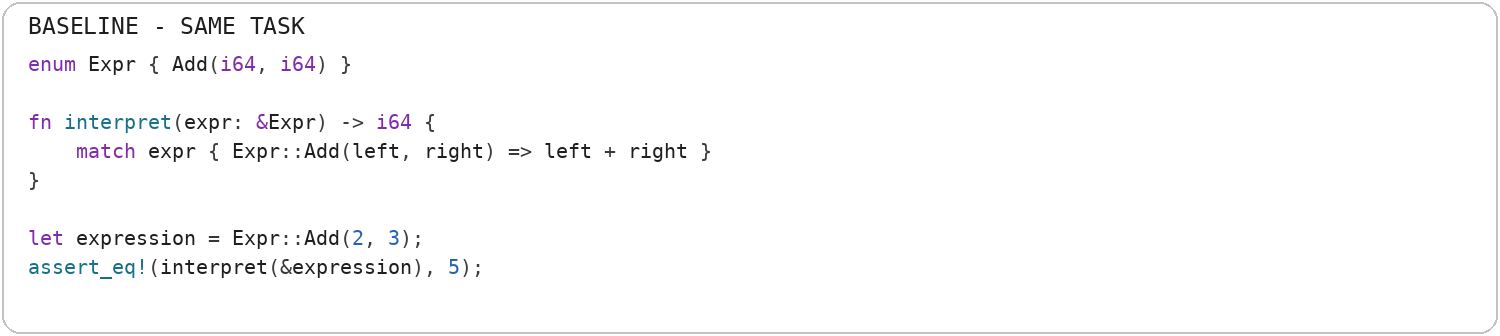 BASELINE - SAME TASK
enum Expr { Add(i64, i64) }
fn interpret(expr: &Expr) -> i64 {
    match expr { Expr::Add(left, right) => left + right }
}
let expression = Expr::Add(2, 3);
assert_eq!(interpret(&expression), 5);